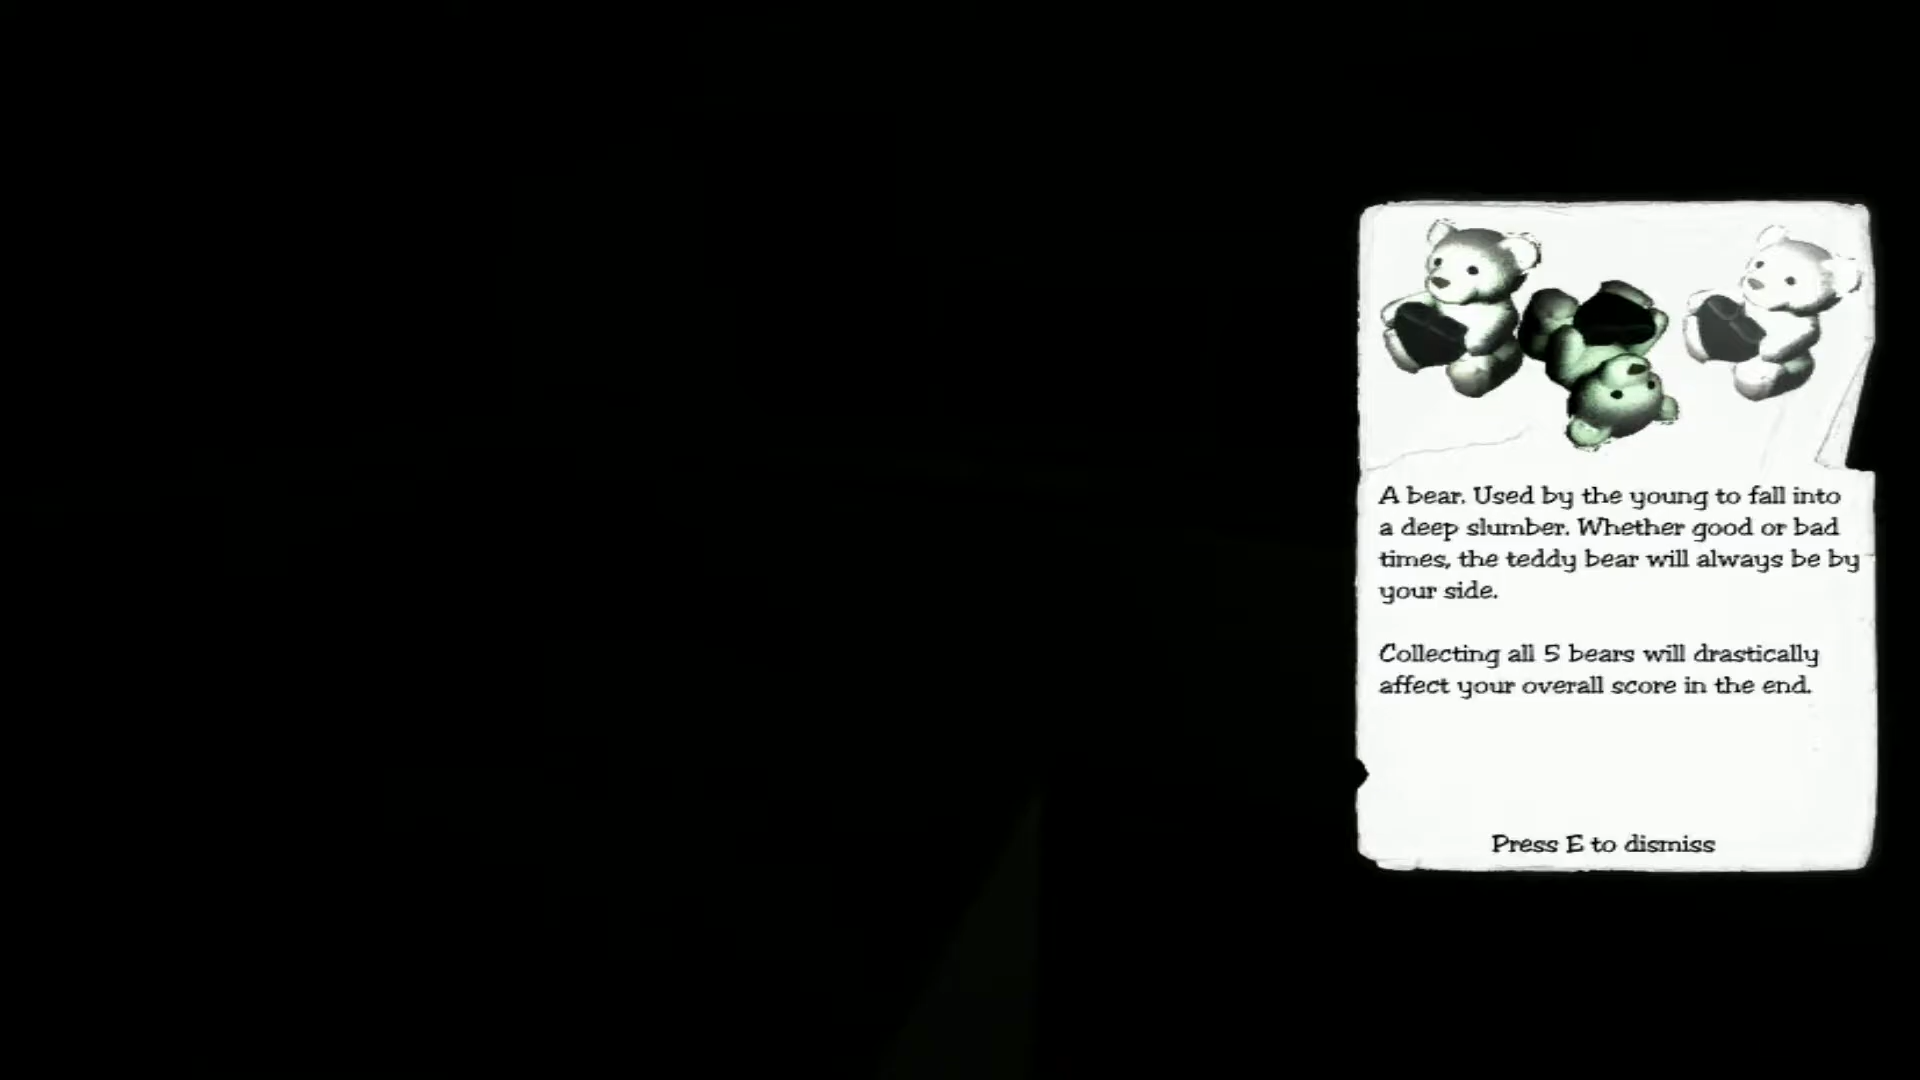 A bear. Used by the young to fall into
a deep slumber. Whether good or bad
times, the teddy bear will always be by
your side.
Collecting all 5 bears will drastically
affect your overall score in the end.
Press E to dismiss